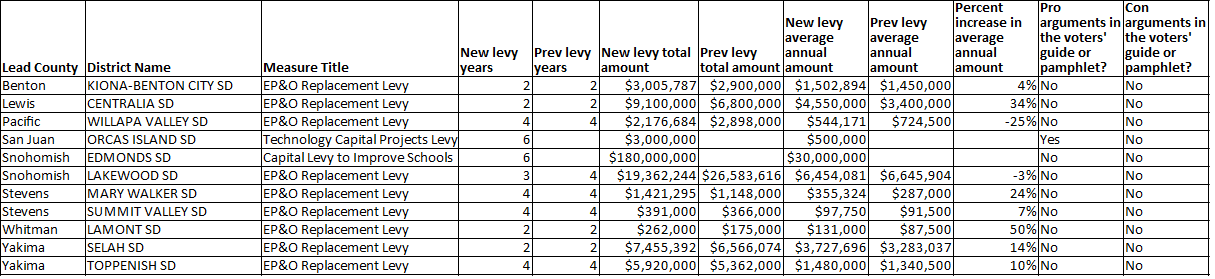 Lead County District Name Measure Title New levy years Prev levy years New levy total amount Prev levy total amount New levy average annual amount Prev levy average annual amount Percent increase in average annual amount Pro arguments in the voters' guide or pamphlet? Con arguments in the voters' guide or pamphlet?
Benton KIONA-BENTON CITY SD EP&O Replacement Levy 2 2 $3,005,787 $2,900,000 $1,502,894 $1,450,000 4% No No
Lewis CENTRALIA SD EP&O Replacement Levy 2 2 $9,100,000 $6,800,000 $4,550,000 $3,400,000 34% No No
Pacific WILLAPA VALLEY SD EP&O Replacement Levy 4 4 $2,176,684 $2,898,000 $544,171 $724,500 -25% No No
San Juan ORCAS ISLAND SD Technology Capital Projects Levy 6 $3,000,000 $500,000 Yes No
Snohomish EDMONDS SD Capital Levy to Improve Schools 6 $180,000,000 $30,000,000 No No
Snohomish LAKEWOOD SD EP&O Replacement Levy 3 4 $19,362,244 $26,583,616 $6,454,081 $6,645,904 -3% No No
Stevens MARY WALKER SD EP&O Replacement Levy 4 4 $1,421,295 $1,148,000 $355,324 $287,000 24% No No
Stevens SUMMIT VALLEY SD EP&O Replacement Levy 4 4 $391,000 $366,000 $97,750 $91,500 7% No No
Whitman LAMONT SD EP&O Replacement Levy 2 2 $262,000 $175,000 $131,000 $87,500 50% No No
Yakima SELAH SD EP&O Replacement Levy 2 2 $7,455,392 $6,566,074 $3,727,696 $3,283,037 14% No No
Yakima TOPPENISH SD EP&O Replacement Levy 4 4 $5,920,000 $5,362,000 $1,480,000 $1,340,500 10% No No